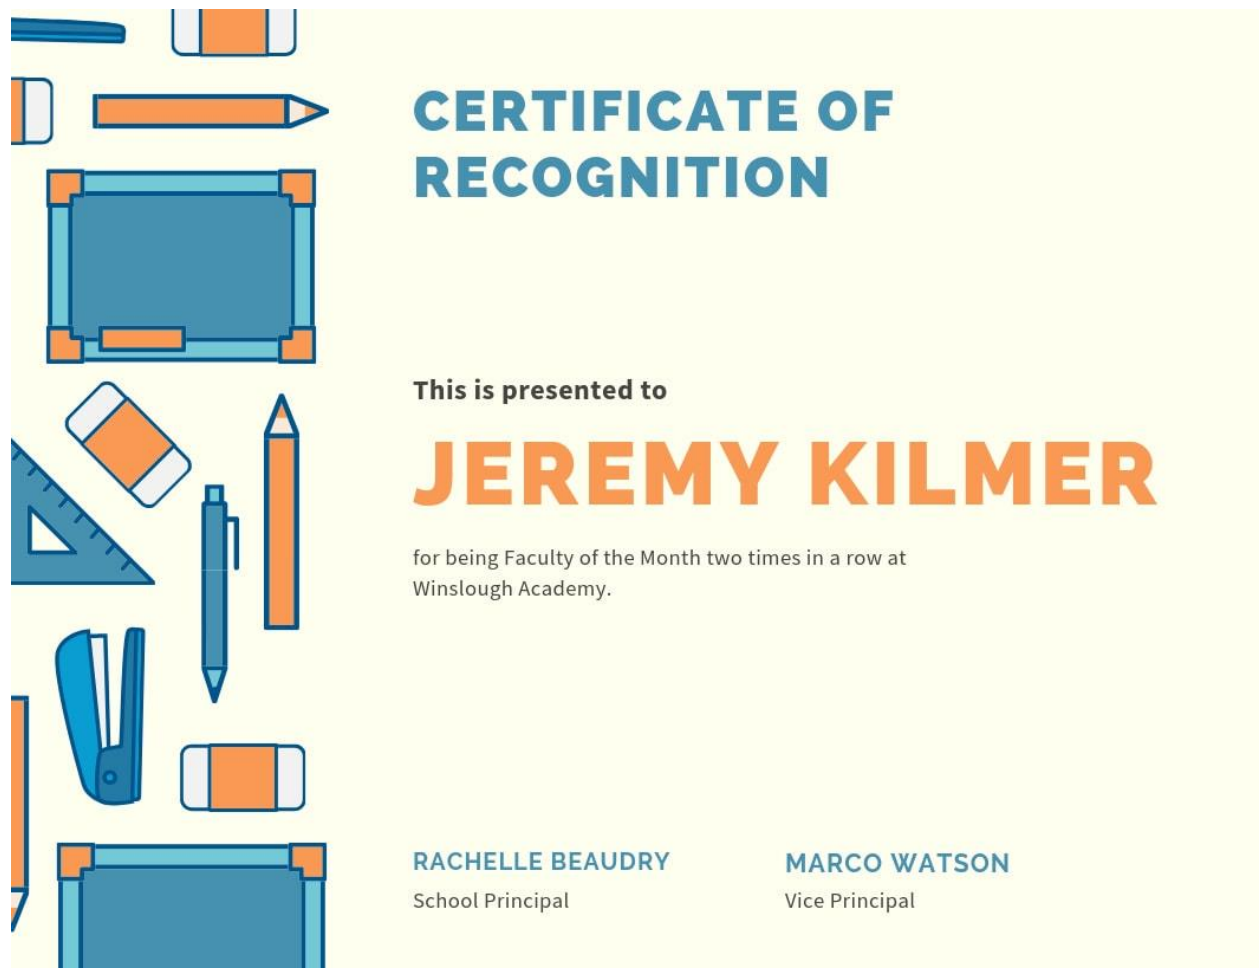 CERTIFICATE OF
RECOGNITION
This is presented to
JEREMY KILMER
for being Faculty of the Month two times in a row at
Winslough Academy.
RACHELLE BEAUDRY
School Principal
MARCO WATSON
Vice Principal